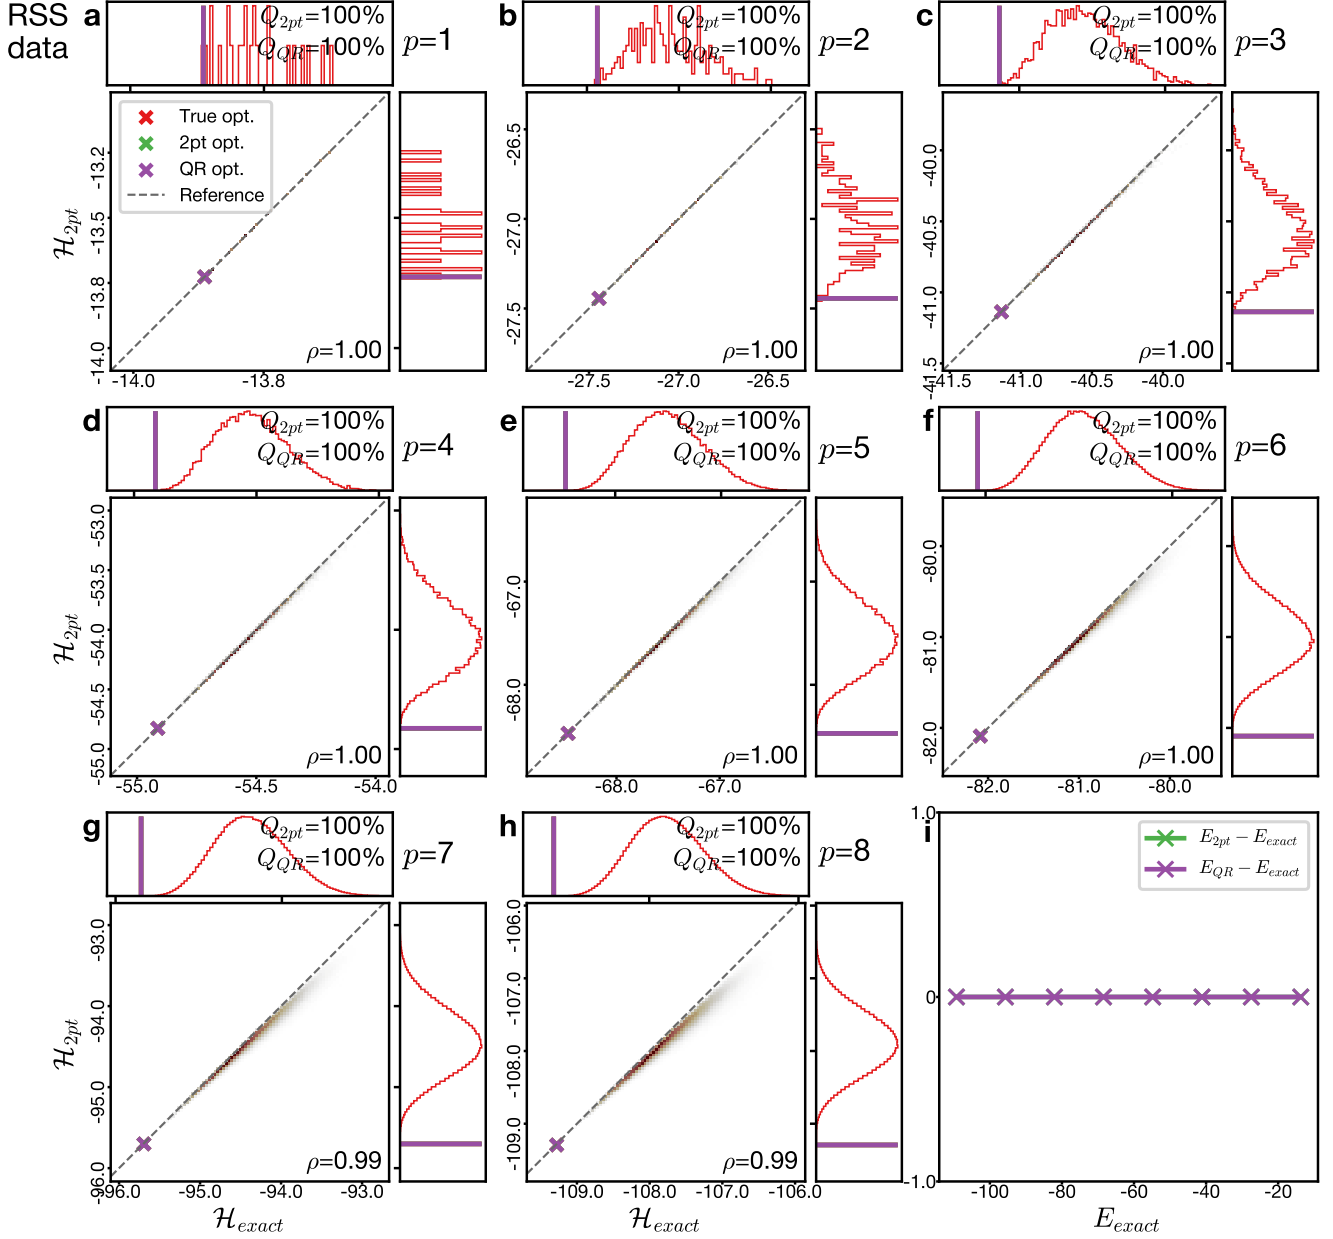 RSS
data
a
Q2pt=100%
QQR=100%
p=1
b
Q2pt=100%
QQR=100%
p=2
c
Q2pt=100%
QQR=100%
p=3
True opt.
2pt opt.
QR opt.
Reference
H2pt
-13.2
-13.5
-13.8
-14.0
-14.0
-13.8
ρ=1.00
-26.5
-27.0
-27.5
-27.5
-27.0
-26.5
ρ=1.00
-40.0
-40.5
-41.0
-41.5
-41.5
-41.0
-40.5
-40.0
ρ=1.00
d
Q2pt=100%
QQR=100%
p=4
e
Q2pt=100%
QQR=100%
p=5
f
Q2pt=100%
QQR=100%
p=6
H2pt
-53.0
-53.5
-54.0
-54.5
-55.0
-55.0
-54.5
-54.0
ρ=1.00
-67.0
-68.0
-68.0
-67.0
ρ=1.00
-80.0
-81.0
-82.0
-82.0
-81.0
-80.0
ρ=1.00
g
Q2pt=100%
QQR=100%
p=7
h
Q2pt=100%
QQR=100%
p=8
i
H2pt
-93.0
-94.0
-95.0
-96.0
-96.0
-95.0
-94.0
-93.0
ρ=0.99
Hexact
-106.0
-107.0
-108.0
-109.0
-109.0
-108.0
-107.0
-106.0
ρ=0.99
Hexact
1.0
0
-1.0
E2pt − Eexact
EQR − Eexact
-100
-80
-60
-40
-20
Eexact